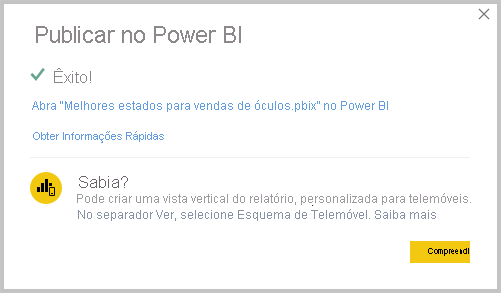 Publicar no Power BI
Êxito!
Abra "Melhores estados para vendas de óculos.pbix" no Power BI
Obter Informações Rápidas
Sabia?
Pode criar uma vista vertical do relatório, personalizada para telemóveis.
No separador Ver, selecione Esquema de Telemóvel. Saiba mais
Compreendi